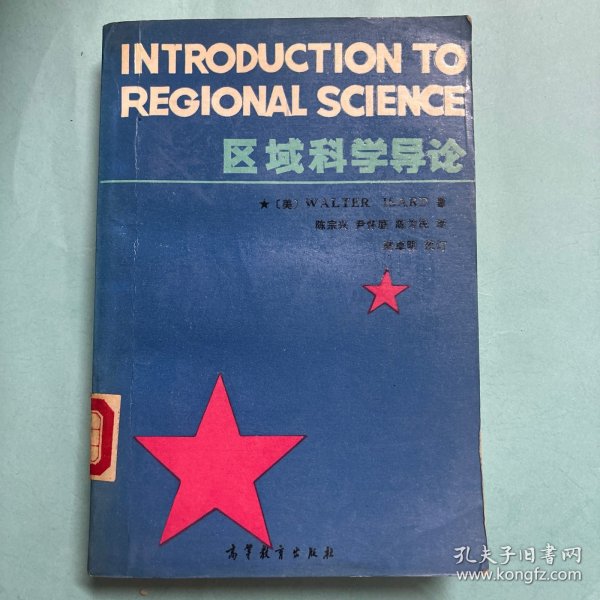 INTRODUCTION TO
REGIONAL SCIENCE
区域科学导论
★〔美〕WALTER ISARD 著
陈宗兴 尹怀庭 陈为民 译
校订
高等教育出版社
孔夫子旧书网
www.kongfz.com